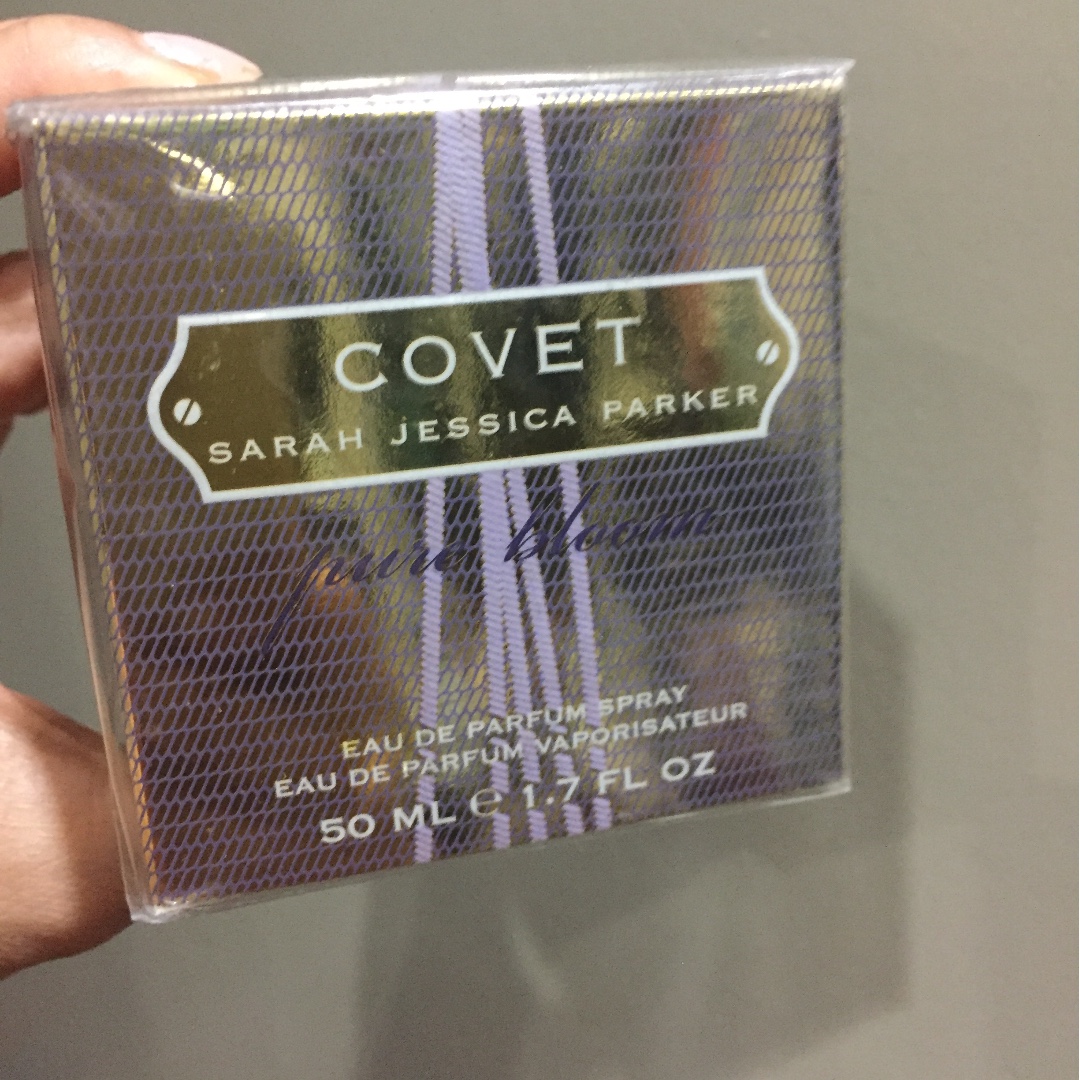 COVET
SARAH JESSICA PARKER
pure bloom
EAU DE PARFUM SPRAY
EAU DE PARFUM VAPORISATEUR
50 ML ℮ 1.7 FL OZ